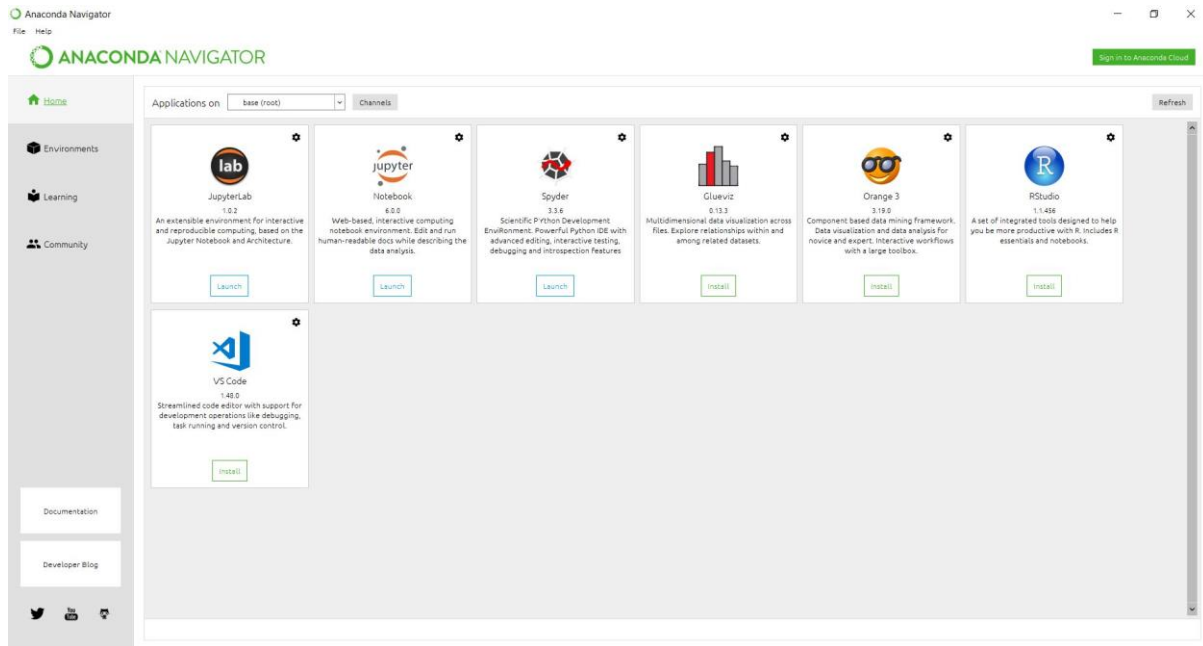 Anaconda Navigator
File Help
ANACONDA NAVIGATOR
Sign in to Anaconda Cloud
Home
Environments
Learning
Community
Documentation
Developer Blog
You
Tube
Applications on base (root) Channels Refresh
lab
JupyterLab
1.0.2
An extensible environment for interactive
and reproducible computing, based on the
Jupyter Notebook and Architecture.
Launch
jupyter
Notebook
6.0.0
Web-based, interactive computing
notebook environment. Edit and run
human-readable docs while describing the
data analysis.
Launch
Spyder
3.3.6
Scientific PYthon Development
EnviRonment. Powerful Python IDE with
advanced editing, interactive testing,
debugging and introspection features
Launch
Glueviz
0.13.3
Multidimensional data visualization across
files. Explore relationships within and
among related datasets.
Install
Orange 3
3.19.0
Component based data mining framework.
Data visualization and data analysis for
novice and expert. Interactive workflows
with a large toolbox.
Install
R
RStudio
1.1.456
A set of integrated tools designed to help
you be more productive with R. Includes R
essentials and notebooks.
Install
VS Code
1.48.0
Streamlined code editor with support for
development operations like debugging,
task running and version control.
Install